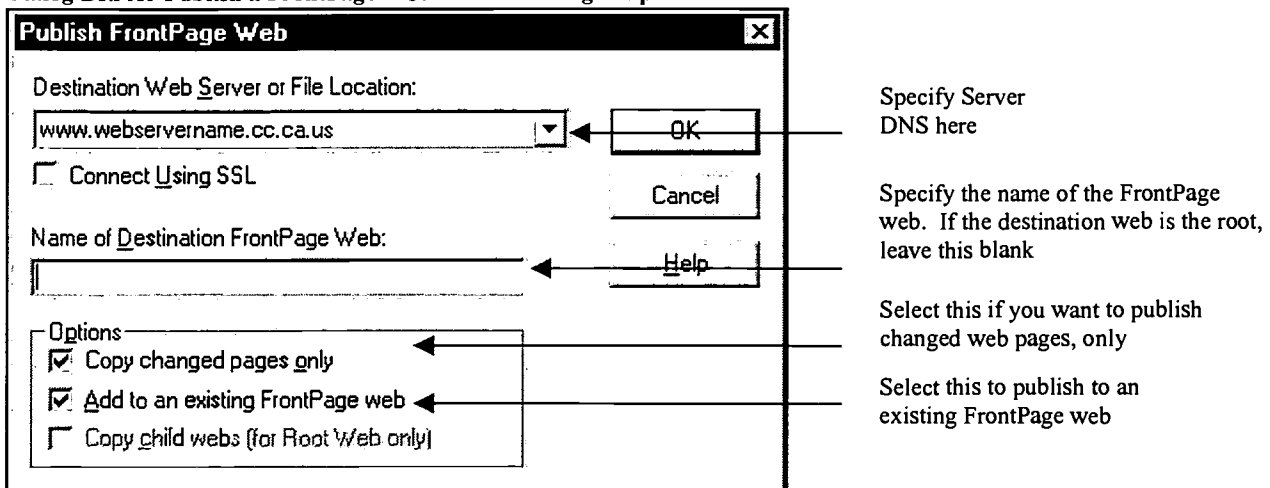 Publish FrontPage Web
Destination Web Server or File Location:
www.webservername.cc.ca.us
Connect Using SSL
Name of Destination FrontPage Web:
Options
Copy changed pages only
Add to an existing FrontPage web
Copy child webs (for Root Web only)
OK
Cancel
Help
Specify Server
DNS here
Specify the name of the FrontPage
web. If the destination web is the root,
leave this blank
Select this if you want to publish
changed web pages, only
Select this to publish to an
existing FrontPage web